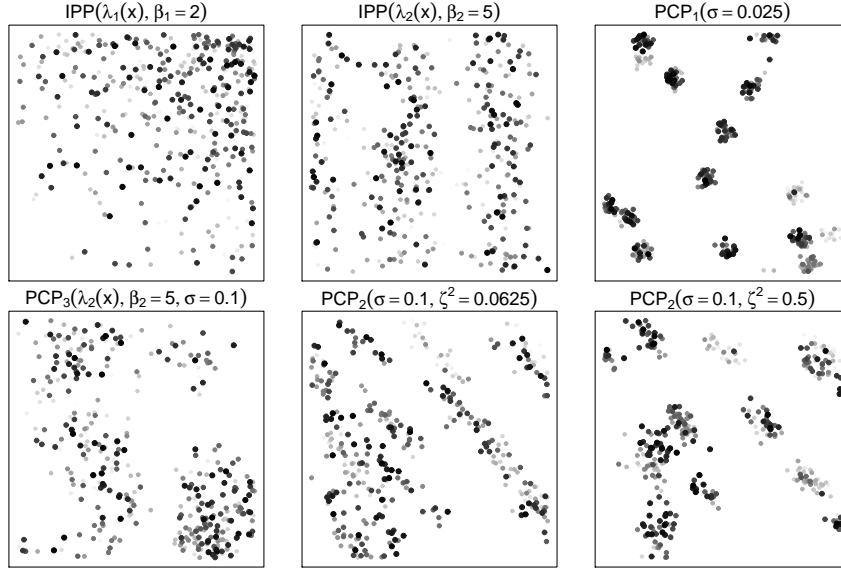 IPP(λ₁(x), β₁ = 2)
IPP(λ₂(x), β₂ = 5)
PCP₁(σ = 0.025)
PCP₃(λ₂(x), β₂ = 5, σ = 0.1)
PCP₂(σ = 0.1, ζ² = 0.0625)
PCP₂(σ = 0.1, ζ² = 0.5)